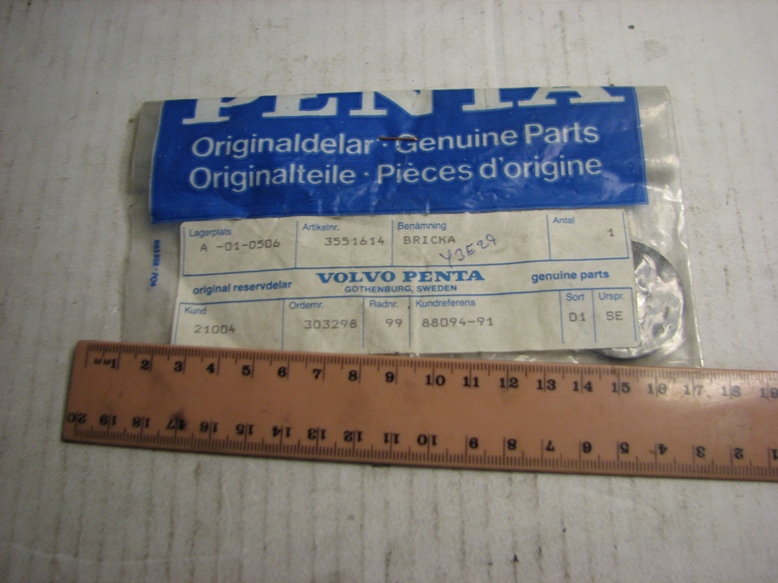 PENTA
Originaldelar · Genuine Parts
Originalteile · Pièces d'origine
Lagerplats Artikelnr. Benämning Antal
A -01-0506 3551614 BRICKA 1
Y3E29
original reservdelar VOLVO PENTA genuine parts
GOTHENBURG, SWEDEN
Kund Ordernr. Radnr. Kundreferens Sort Urspr.
21004 303298 99 88094-91 01 SE
mm 1 2 3 4 5 6 7 8 9 10 11 12 13 14 15 16 17 18 19
20 19 18 17 16 15 14 13 12 11 10 9 8 7 6 5 4 3 2 1